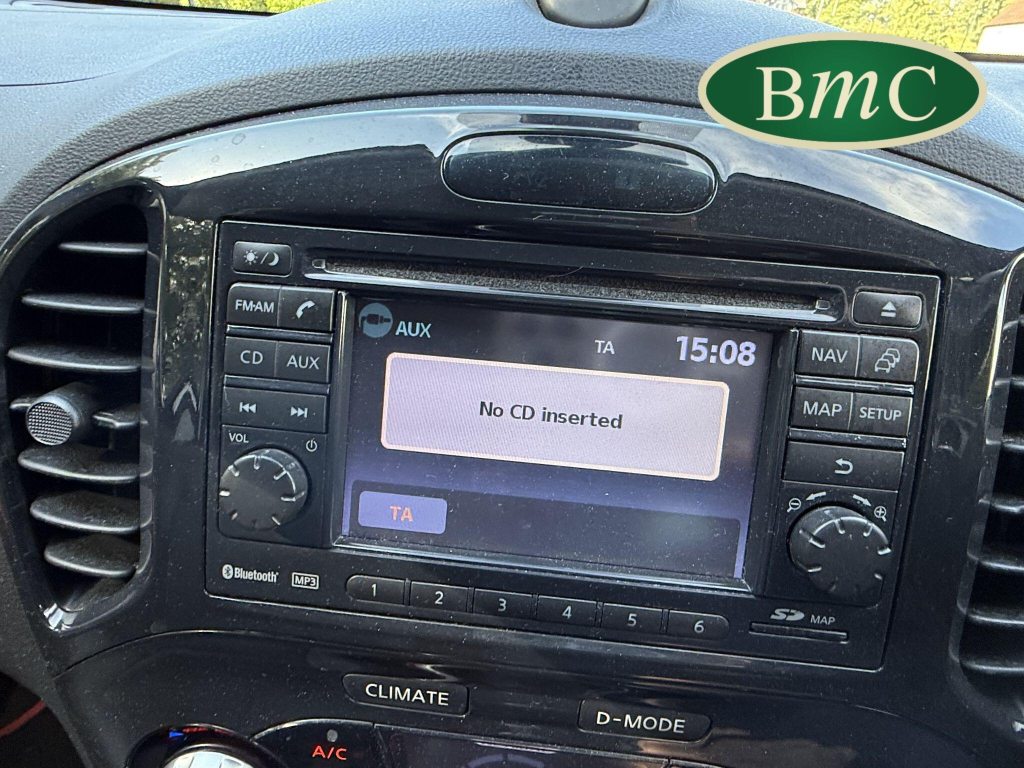 BmC
FM·AM
CD
AUX
VOL
AUX
TA
15:08
No CD inserted
TA
NAV
MAP
SETUP
Bluetooth
MP3
1
2
3
4
5
6
SD
MAP
CLIMATE
D-MODE
A/C